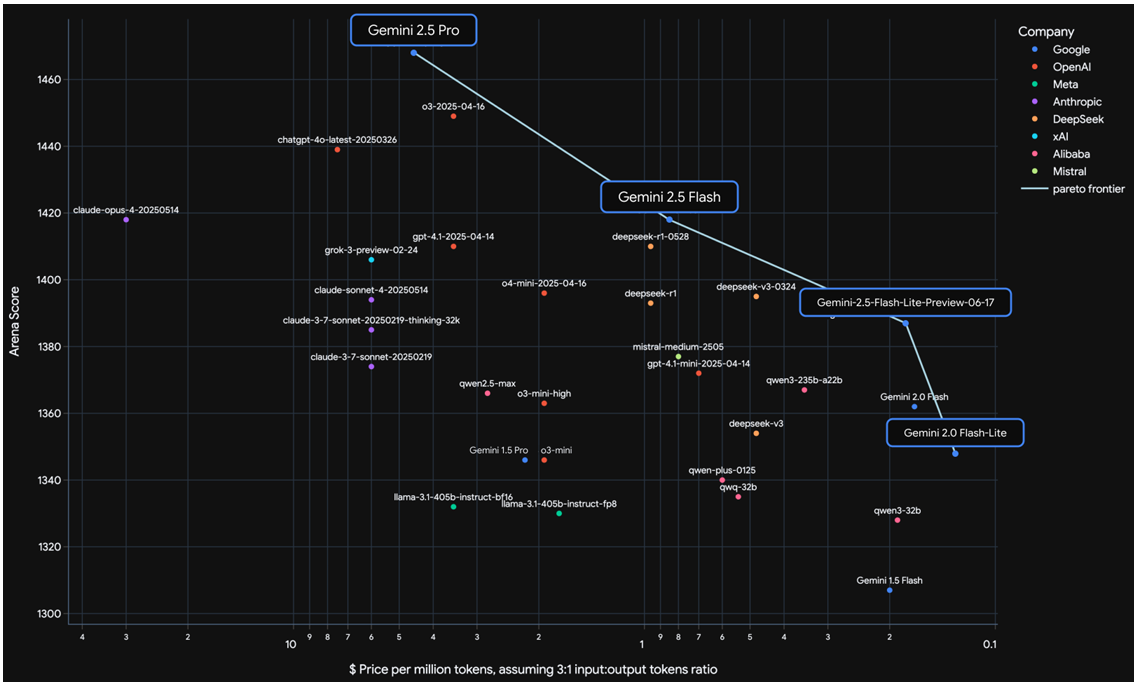 Gemini 2.5 Pro
Company
Google
OpenAI
Meta
Anthropic
DeepSeek
xAI
Alibaba
Mistral
pareto frontier
1460
o3-2025-04-16
1440
chatgpt-4o-latest-20250326
Gemini 2.5 Flash
1420
claude-opus-4-20250514
gpt-4.1-2025-04-14
deepseek-r1-0528
grok-3-preview-02-24
1400
o4-mini-2025-04-16
claude-sonnet-4-20250514
deepseek-r1
deepseek-v3-0324
Gemini-2.5-Flash-Lite-Preview-06-17
claude-3-7-sonnet-20250219-thinking-32k
1380
claude-3-7-sonnet-20250219
mistral-medium-2505
gpt-4.1-mini-2025-04-14
qwen2.5-max
o3-mini-high
qwen3-235b-a22b
Gemini 2.0 Flash
1360
deepseek-v3
Gemini 2.0 Flash-Lite
Gemini 1.5 Pro
o3-mini
1340
qwen-plus-0125
qwq-32b
llama-3.1-405b-instruct-bf16
llama-3.1-405b-instruct-fp8
qwen3-32b
1320
Gemini 1.5 Flash
1300
Arena Score
4 3 2 10 9 8 7 6 5 4 3 2 1 9 8 7 6 5 4 3 2 0.1
$ Price per million tokens, assuming 3:1 input:output tokens ratio